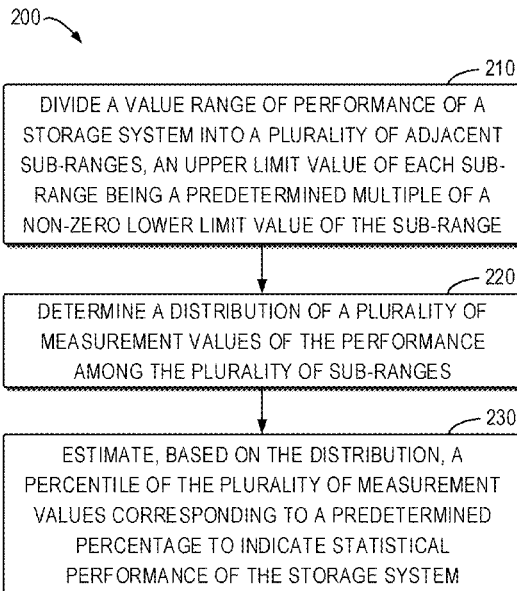 200
210
DIVIDE A VALUE RANGE OF PERFORMANCE OF A
STORAGE SYSTEM INTO A PLURALITY OF ADJACENT
SUB-RANGES, AN UPPER LIMIT VALUE OF EACH SUB-
RANGE BEING A PREDETERMINED MULTIPLE OF A
NON-ZERO LOWER LIMIT VALUE OF THE SUB-RANGE
220
DETERMINE A DISTRIBUTION OF A PLURALITY OF
MEASUREMENT VALUES OF THE PERFORMANCE
AMONG THE PLURALITY OF SUB-RANGES
230
ESTIMATE, BASED ON THE DISTRIBUTION, A
PERCENTILE OF THE PLURALITY OF MEASUREMENT
VALUES CORRESPONDING TO A PREDETERMINED
PERCENTAGE TO INDICATE STATISTICAL
PERFORMANCE OF THE STORAGE SYSTEM